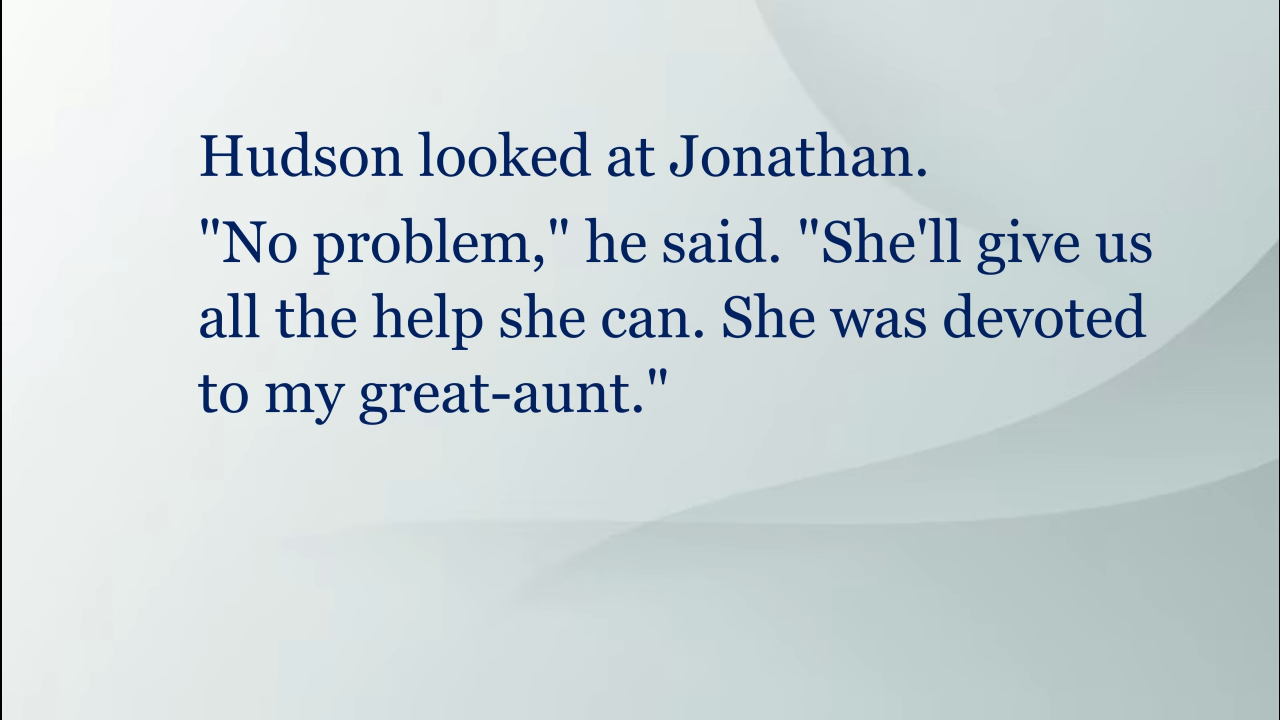 Hudson looked at Jonathan.
"No problem," he said. "She'll give us
all the help she can. She was devoted
to my great-aunt."